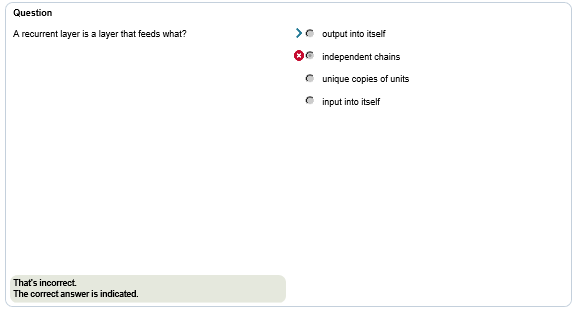 Question
A recurrent layer is a layer that feeds what?
output into itself
independent chains
unique copies of units
input into itself
That's incorrect.
The correct answer is indicated.